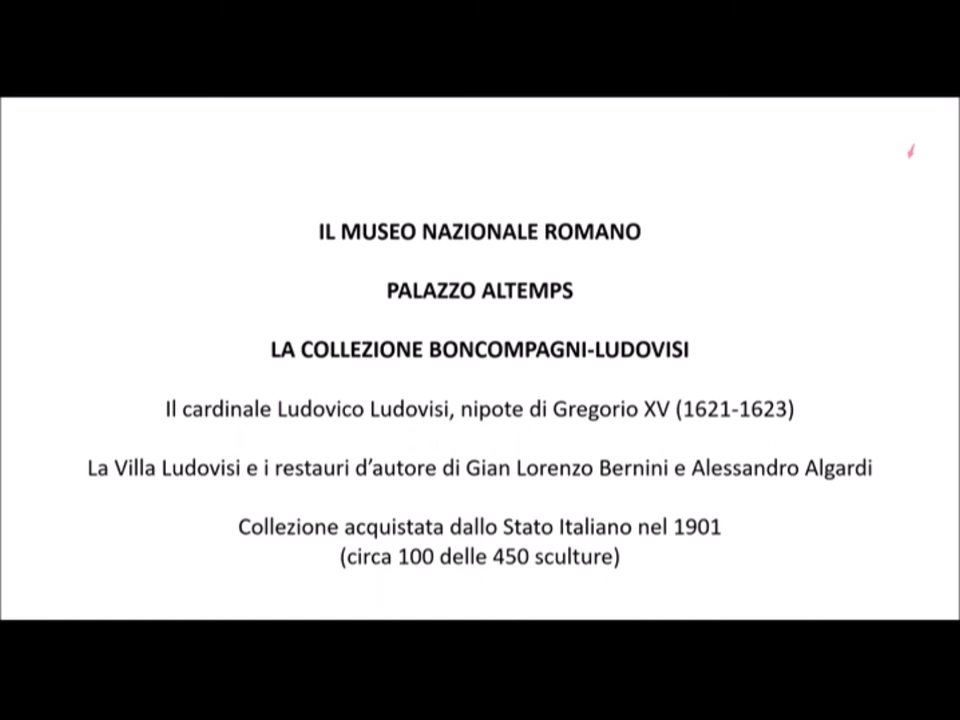 IL MUSEO NAZIONALE ROMANO
PALAZZO ALTEMPS
LA COLLEZIONE BONCOMPAGNI-LUDOVISI
Il cardinale Ludovico Ludovisi, nipote di Gregorio XV (1621-1623)
La Villa Ludovisi e i restauri d’autore di Gian Lorenzo Bernini e Alessandro Algardi
Collezione acquistata dallo Stato Italiano nel 1901
(circa 100 delle 450 sculture)